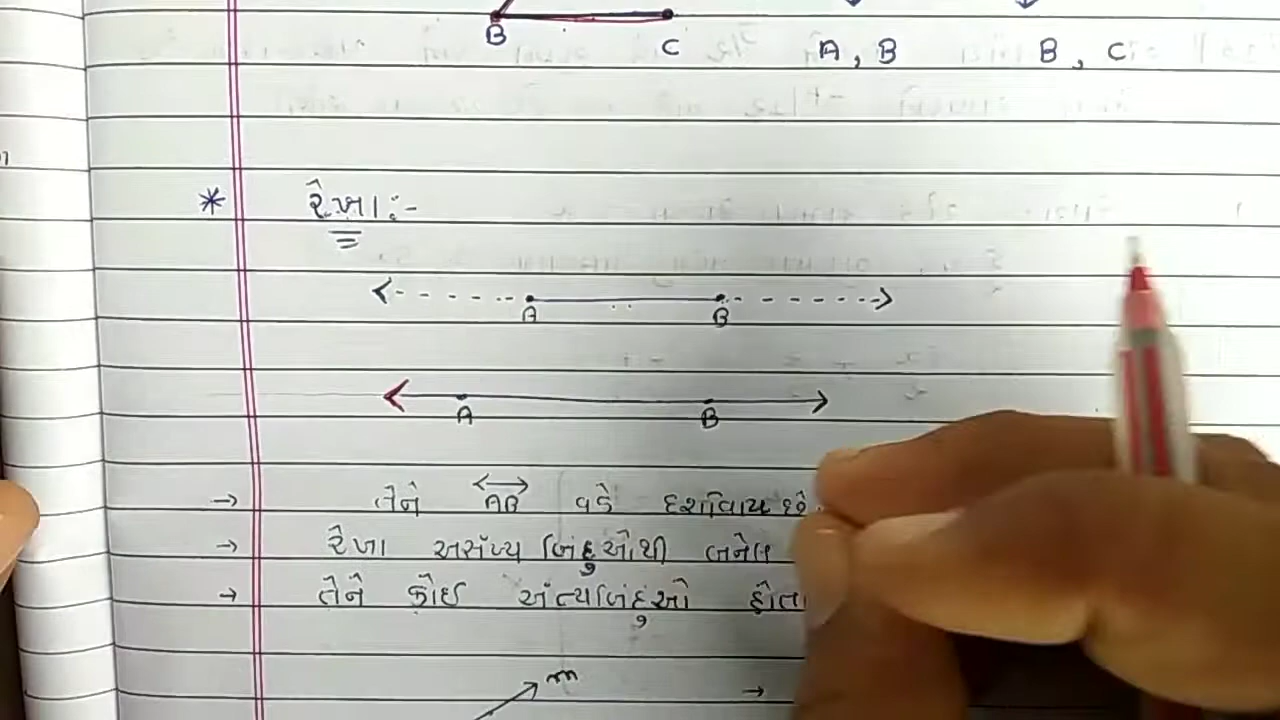 B C A, B B, C
* રેખા:-
A B
A B
→ તેને AB વડે દર્શાવાય છે.
→ રેખા અસંખ્ય બિંદુઓથી બનેલ
→ તેને કોઈ અંત્યબિંદુઓ હોતા
m →